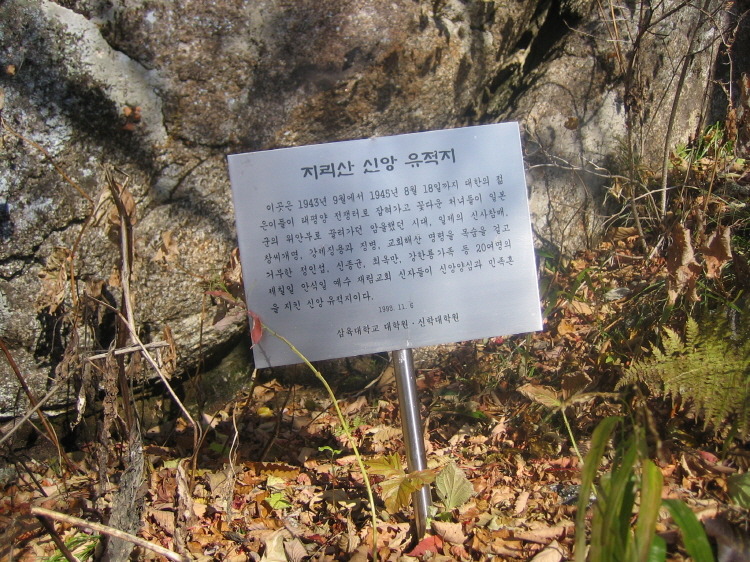 지리산 신앙 유적지
이곳은 1943년 9월에서 1945년 8월 18일까지 대한의 젊
은이들이 태평양 전쟁터로 잡혀가고 꽃다운 처녀들이 일본
군의 위안부로 끌려가던 암울했던 시대, 일제의 신사참배,
창씨개명, 강제징용과 징병, 교회해산 명령을 목숨을 걸고
거부한 정인섭, 신종균, 최옥만, 강한봉가족 등 20여명의
제칠일 안식일 예수 재림교회 신자들이 신앙양심과 민족혼
을 지킨 신앙 유적지이다.
11. 4
삼육대학교 대학원 · 신학대학원